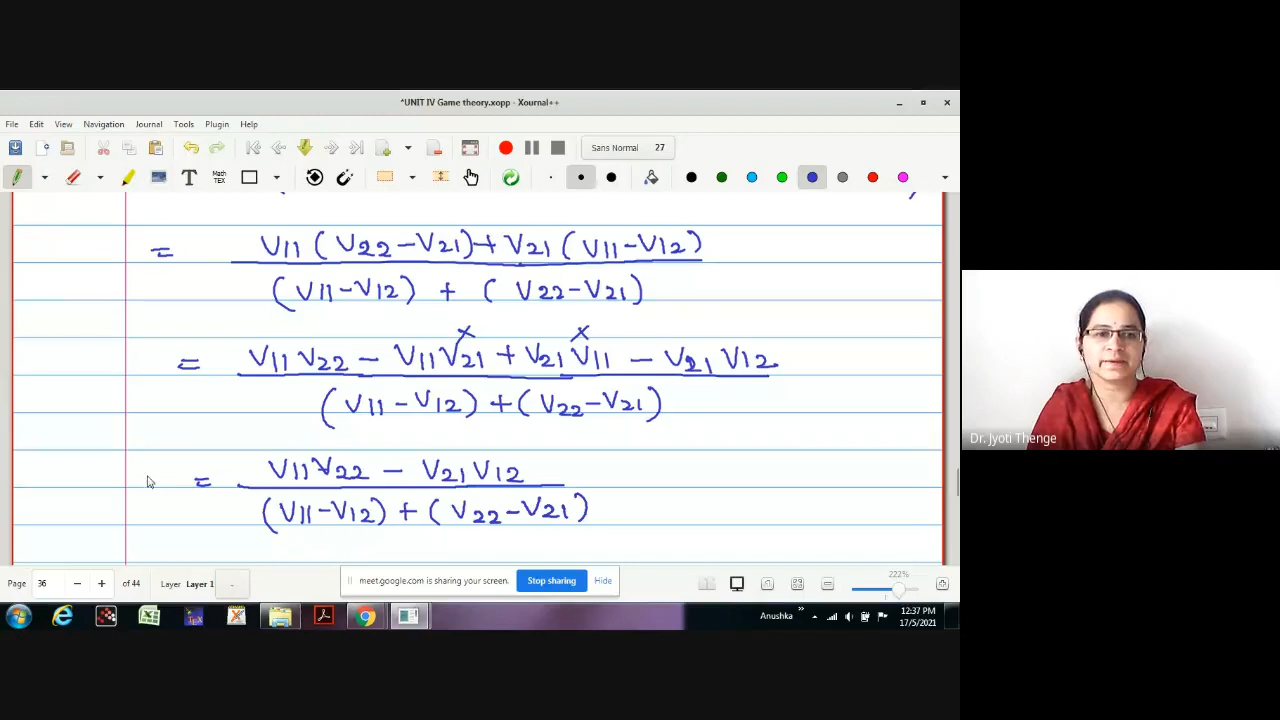 *UNIT IV Game theory.xopp - Xournal++
File Edit View Navigation Journal Tools Plugin Help
Sans Normal 27
= V11 (V22-V21)+V21 (V11-V12)
(V11-V12) + (V22-V21)
= V11 V22 - V11 V21 + V21 V11 - V21 V12
(V11-V12) + (V22-V21)
= V11 V22 - V21 V12
(V11-V12) + (V22-V21)
Dr. Jyoti Thenge
Page 36 of 44 Layer Layer 1
meet.google.com is sharing your screen. Stop sharing Hide
222%
Anushka
12:37 PM
17/5/2021